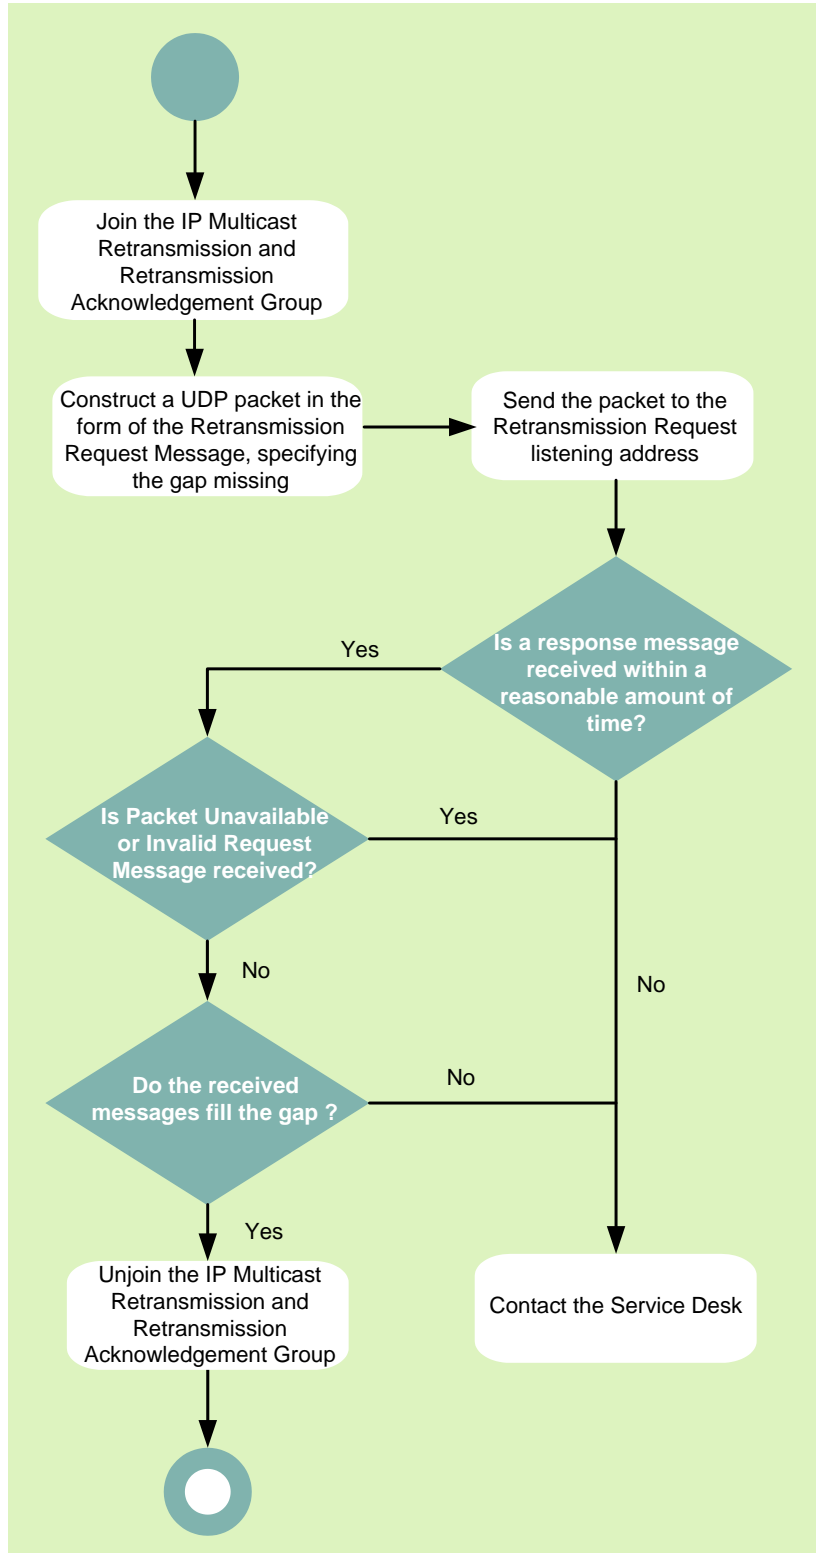 Join the IP Multicast
Retransmission and
Retransmission
Acknowledgement Group
Construct a UDP packet in the
form of the Retransmission
Request Message, specifying
the gap missing
Send the packet to the
Retransmission Request
listening address
Is a response message
received within a
reasonable amount of
time?
Yes
Is Packet Unavailable
or Invalid Request
Message received?
Yes
No
No
Do the received
messages fill the gap ?
No
Yes
Unjoin the IP Multicast
Retransmission and
Retransmission
Acknowledgement Group
Contact the Service Desk